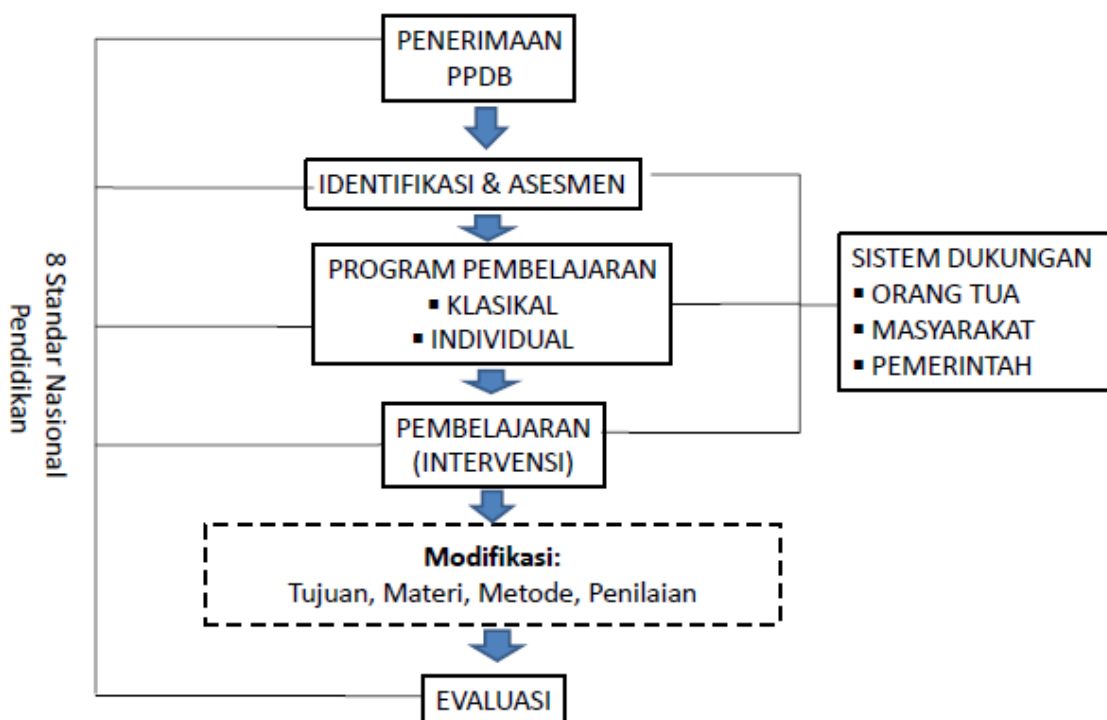 PENERIMAAN
PPDB
IDENTIFIKASI & ASESMEN
PROGRAM PEMBELAJARAN
▪ KLASIKAL
▪ INDIVIDUAL
SISTEM DUKUNGAN
▪ ORANG TUA
▪ MASYARAKAT
▪ PEMERINTAH
8 Standar Nasional
Pendidikan
PEMBELAJARAN
(INTERVENSI)
Modifikasi:
Tujuan, Materi, Metode, Penilaian
EVALUASI